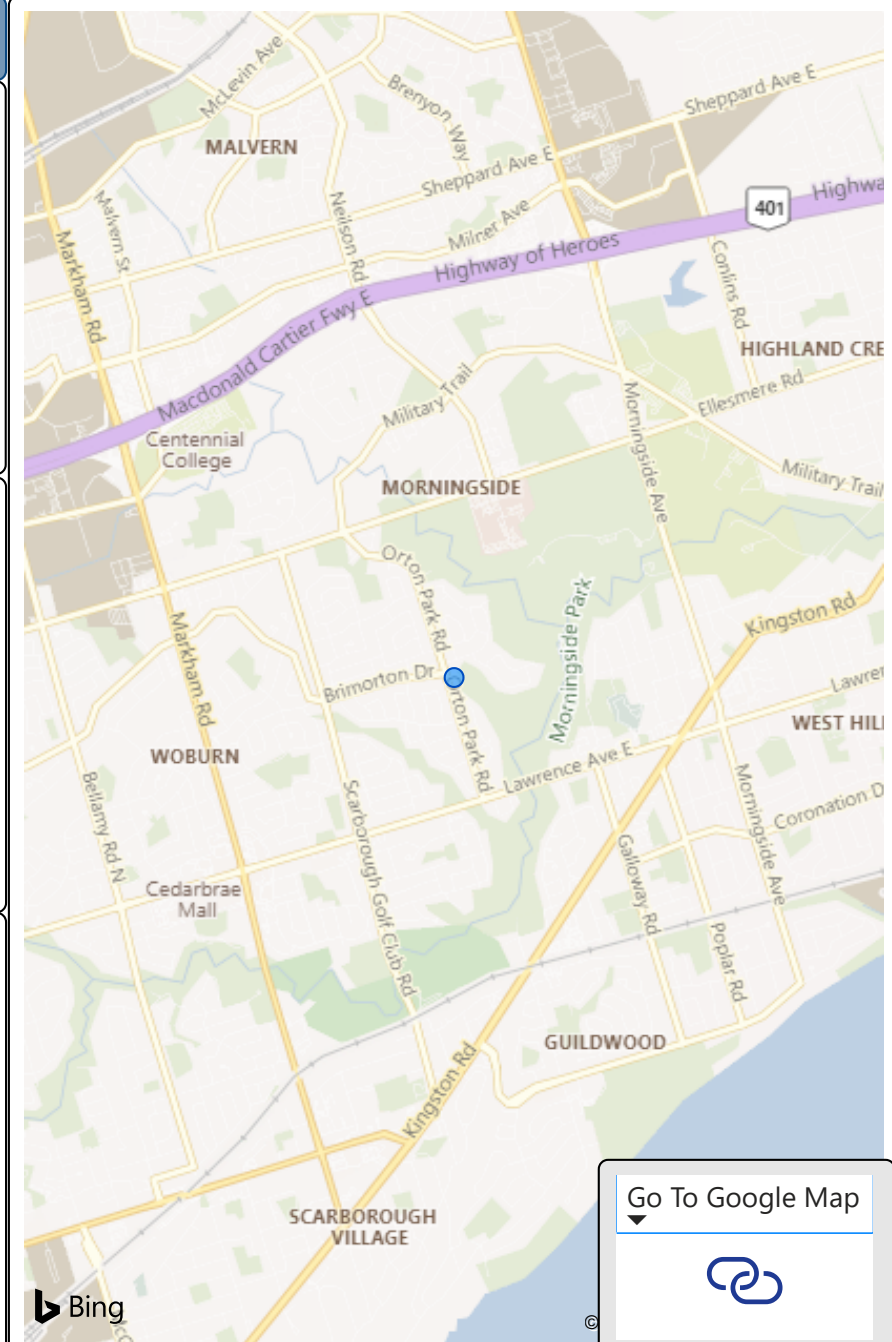 McLevin Ave
Brenyon Way
Sheppard Ave E
MALVERN
Sheppard Ave E
401
Highwa
Malvern St
Neilson Rd
Milner Ave
Markham Rd
Highway of Heroes
Conlins Rd
Macdonald Cartier Fwy E
HIGHLAND CRE
Military Trail
Ellesmere Rd
Morningside Ave
Centennial
College
Military Trail
MORNINGSIDE
Orton Park Rd
Morningside Park
Kingston Rd
Markham Rd
Brimorton Dr
rton Park Rd
Lawre
WEST HIL
WOBURN
Lawrence Ave E
Bellamy Rd N
Scarborough Golf Club Rd
Morningside Ave
Coronation D
Galloway Rd
Cedarbrae
Mall
Poplar Rd
GUILDWOOD
Kingston Rd
SCARBOROUGH
VILLAGE
Go To Google Map
Bing
©